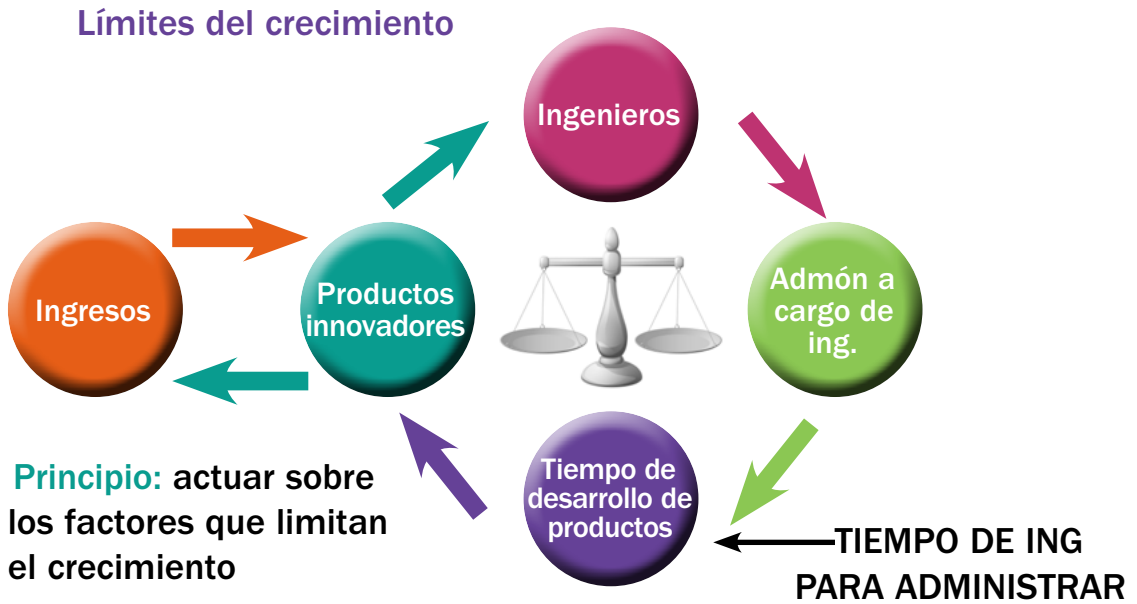 Límites del crecimiento
Ingenieros
Ingresos
Productos
innovadores
Admón a
cargo de
ing.
Tiempo de
desarrollo de
productos
Principio: actuar sobre
los factores que limitan
el crecimiento
TIEMPO DE ING
PARA ADMINISTRAR